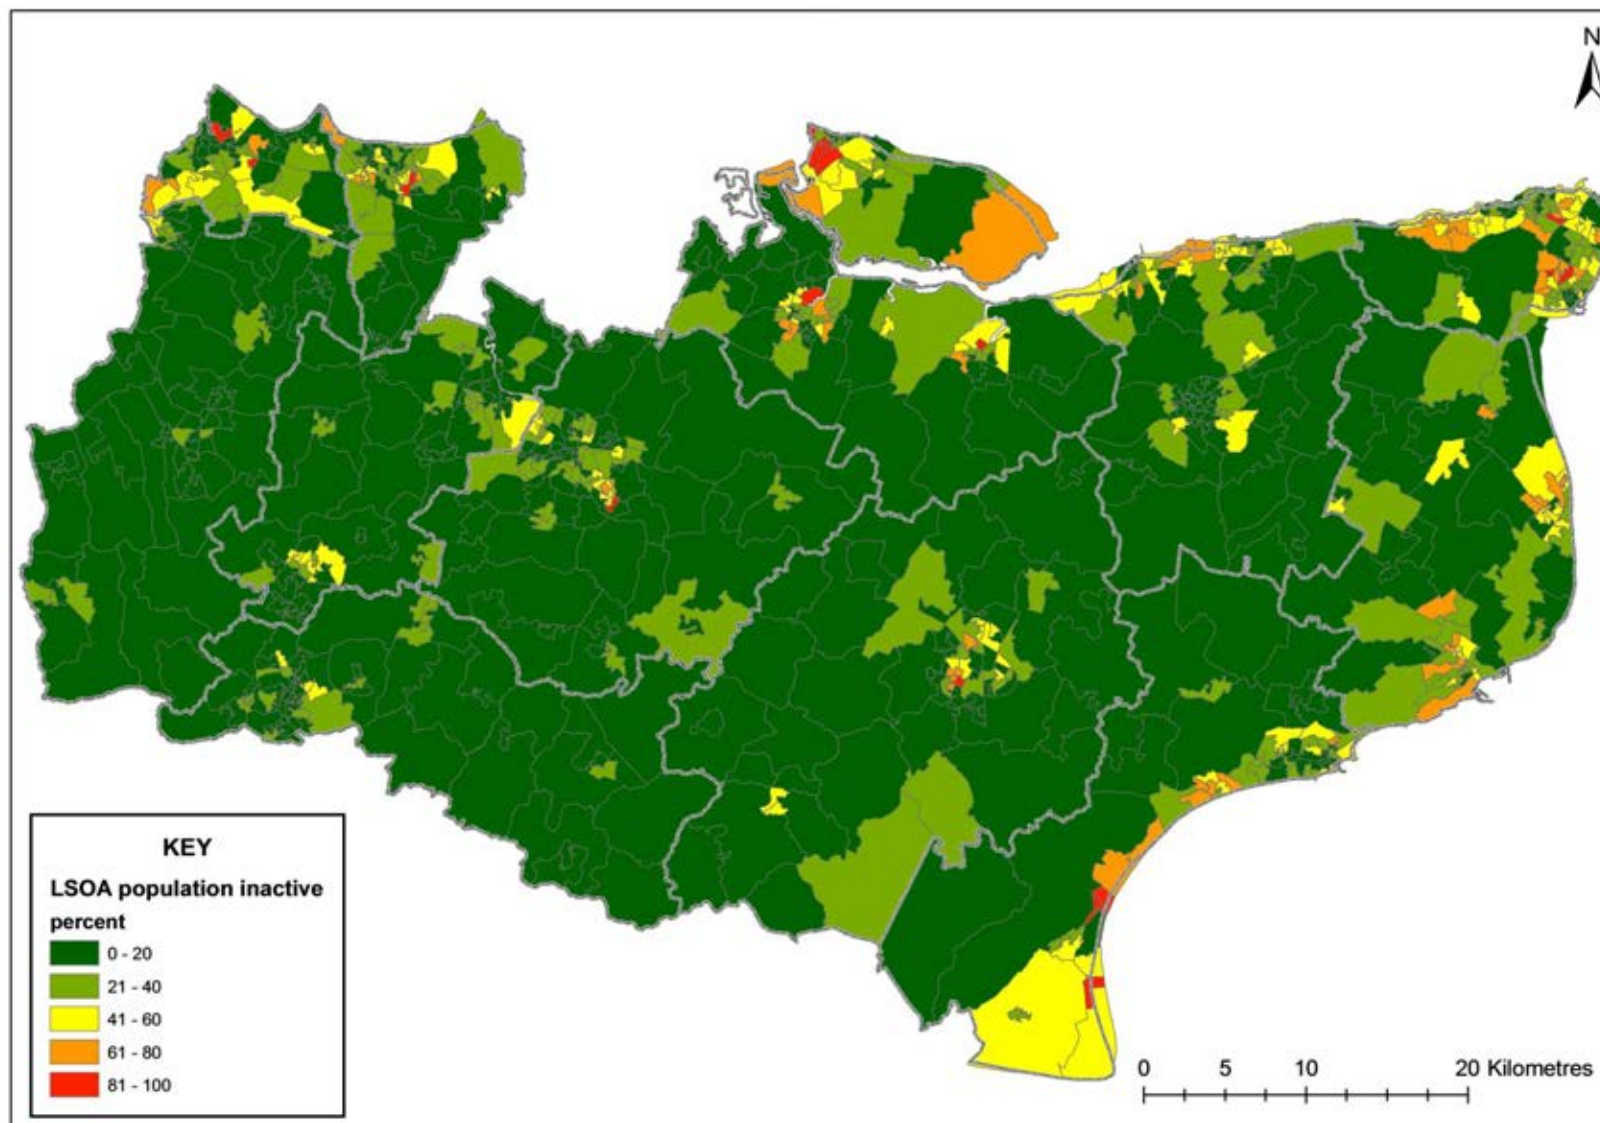 N
KEY
LSOA population inactive
percent
0 - 20
21 - 40
41 - 60
61 - 80
81 - 100
0 5 10 20 Kilometres